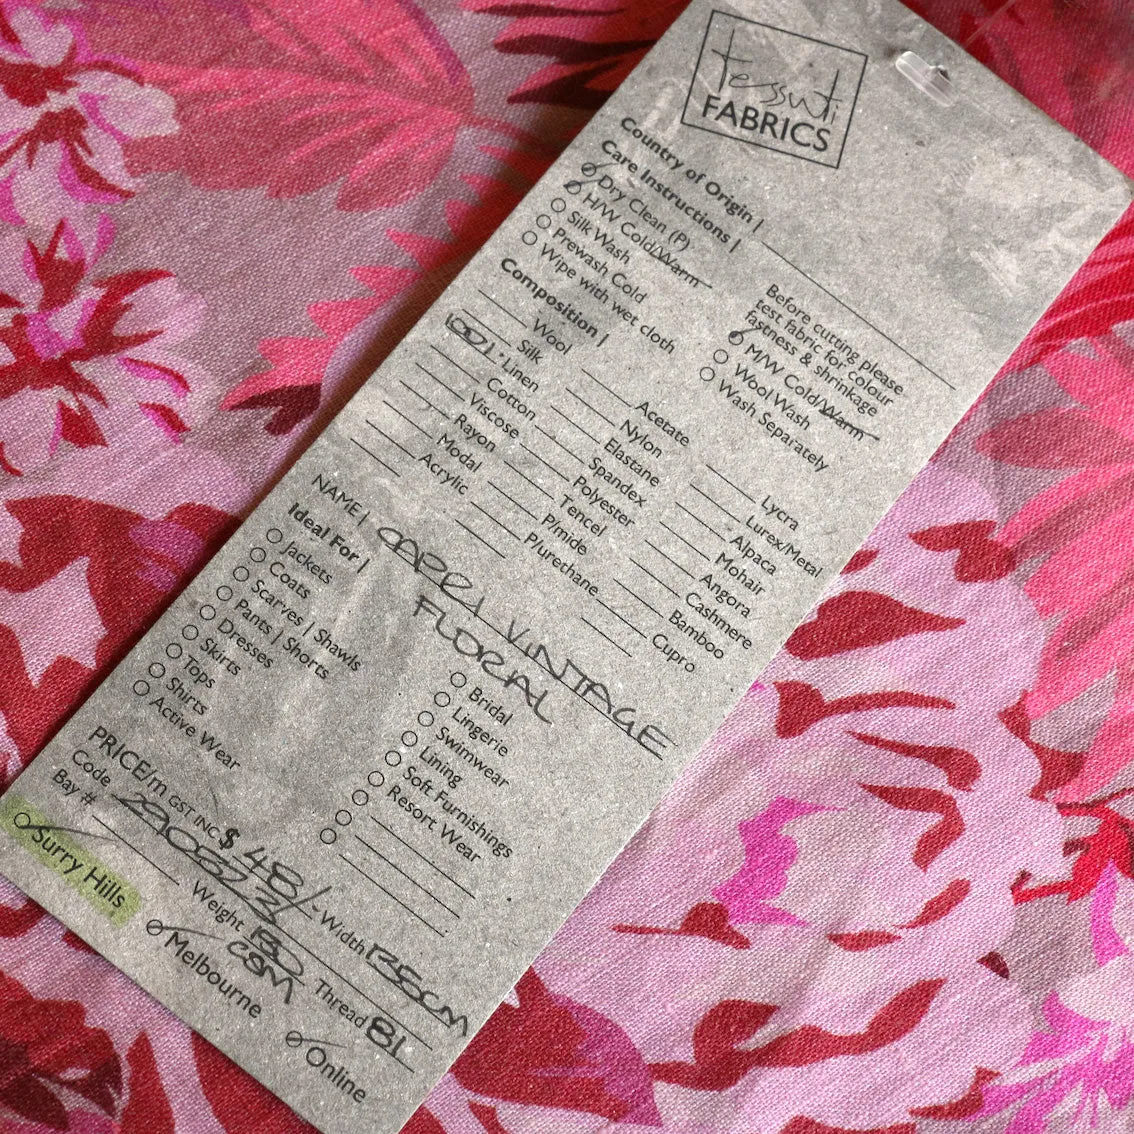 tessuti
FABRICS
Country of Origin |
Care Instructions |
Dry Clean (P)
H/W Cold/Warm
Silk Wash
Prewash Cold
Wipe with wet cloth
Before cutting please
test fabric for colour
fastness & shrinkage
M/W Cold/Warm
Wool Wash
Wash Separately
Composition |
Wool
Silk
100% Linen
Cotton
Viscose
Rayon
Modal
Acrylic
Acetate
Nylon
Elastane
Spandex
Polyester
Tencel
P/mide
P/urethane
Lycra
Lurex/Metal
Alpaca
Mohair
Angora
Cashmere
Bamboo
Cupro
NAME | CAPRI VINTAGE
FLORAL
Ideal For |
Jackets
Coats
Scarves | Shawls
Pants | Shorts
Dresses
Skirts
Tops
Shirts
Active Wear
Bridal
Lingerie
Swimwear
Lining
Soft Furnishings
Resort Wear
PRICE/m GST INC $ 48/- Width 135CM
Code 290573/ Weight 130 GSM Thread 81
Bay #
Surry Hills
Melbourne
Online